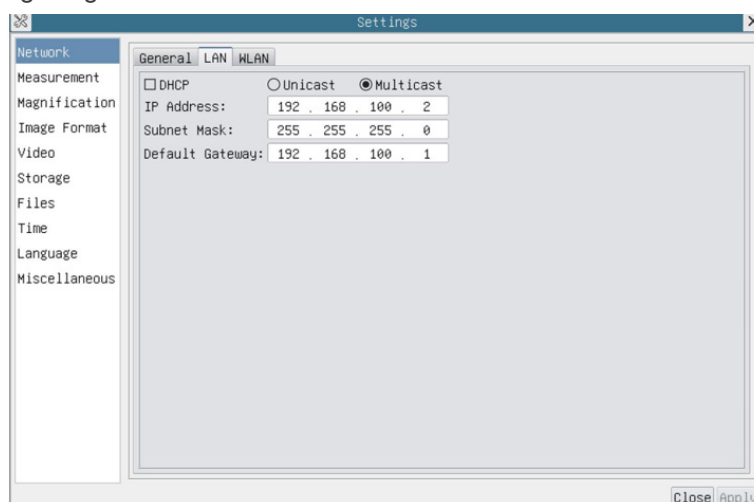 Settings
Network
Measurement
Magnification
Image Format
Video
Storage
Files
Time
Language
Miscellaneous
General LAN WLAN
DHCP Unicast Multicast
IP Address: 192 . 168 . 100 . 2
Subnet Mask: 255 . 255 . 255 . 0
Default Gateway: 192 . 168 . 100 . 1
Close Apply